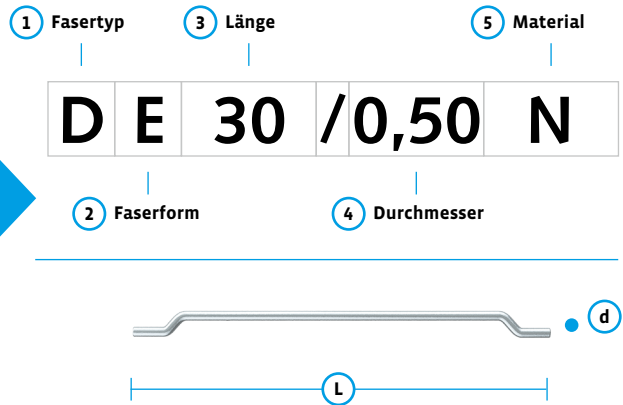 1 Fasertyp 3 Länge 5 Material
D E 30 /0,50 N
2 Faserform 4 Durchmesser
d
L